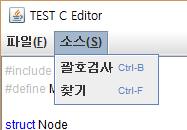 TEST C Editor
파일(F) 소스(S)
#include
괄호검사 Ctrl-B
#define M
찾기 Ctrl-F
struct Node